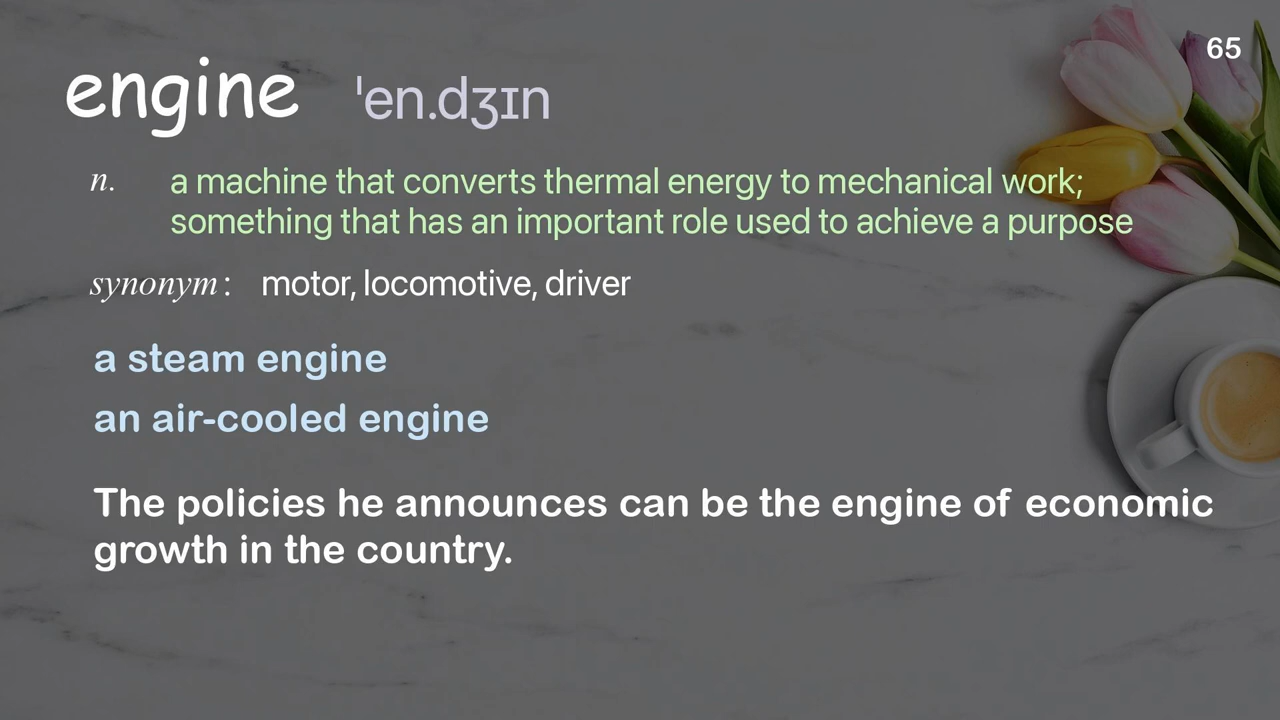 65
engine ˈen.dʒɪn
n. a machine that converts thermal energy to mechanical work;
something that has an important role used to achieve a purpose
synonym: motor, locomotive, driver
a steam engine
an air-cooled engine
The policies he announces can be the engine of economic
growth in the country.